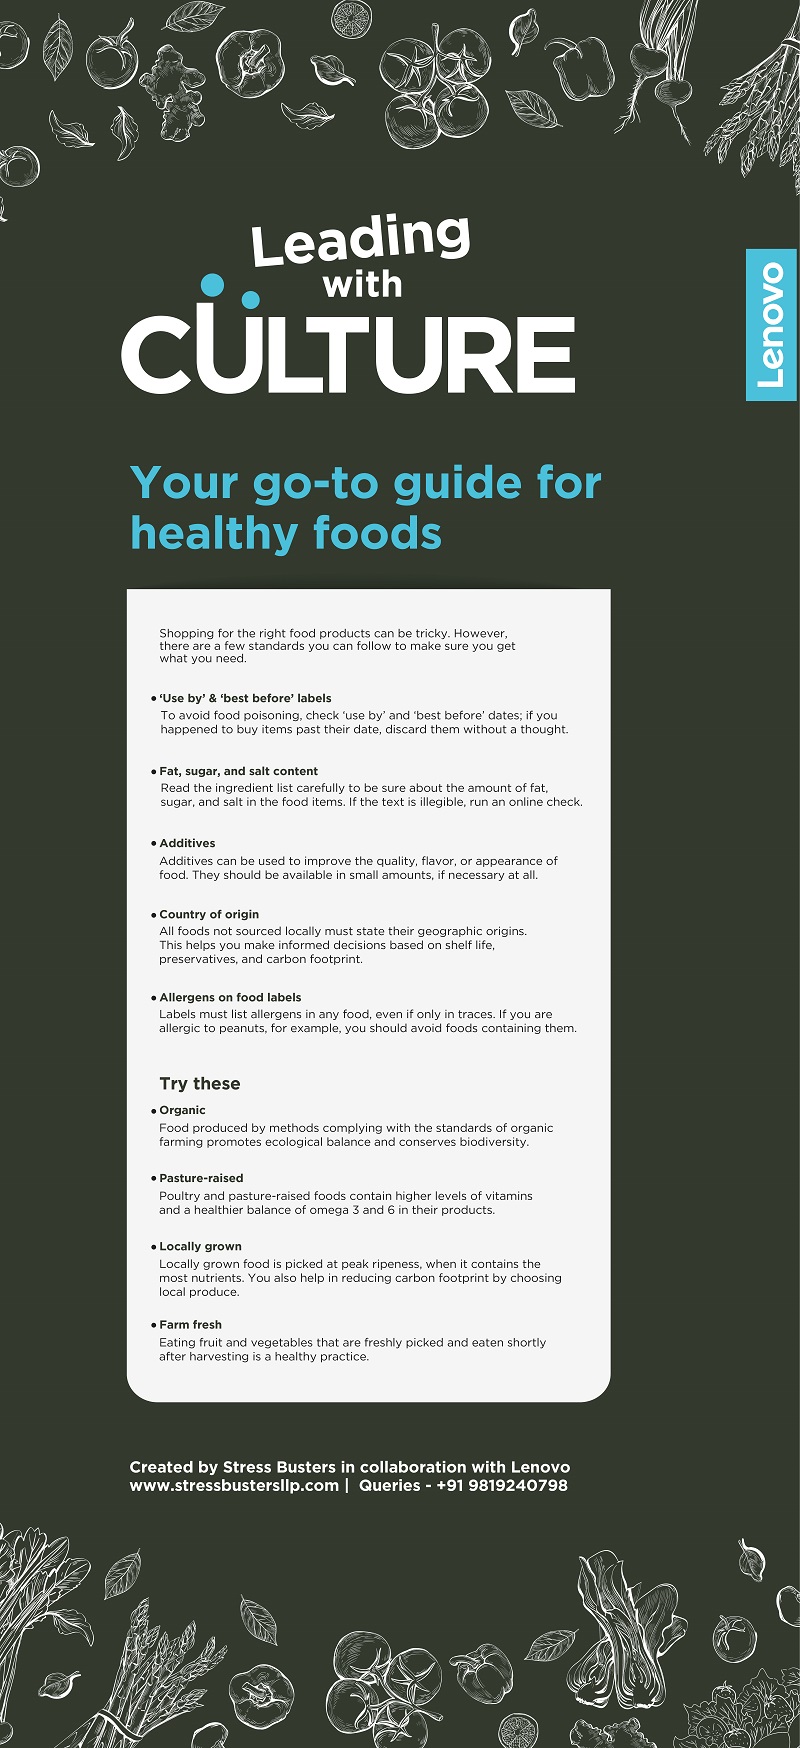 Leading
with
CÜLTURE
Lenovo
Your go-to guide for
healthy foods
Shopping for the right food products can be tricky. However,
there are a few standards you can follow to make sure you get
what you need.
• ‘Use by’ & ‘best before’ labels
To avoid food poisoning, check ‘use by’ and ‘best before’ dates; if you
happened to buy items past their date, discard them without a thought.
• Fat, sugar, and salt content
Read the ingredient list carefully to be sure about the amount of fat,
sugar, and salt in the food items. If the text is illegible, run an online check.
• Additives
Additives can be used to improve the quality, flavor, or appearance of
food. They should be available in small amounts, if necessary at all.
• Country of origin
All foods not sourced locally must state their geographic origins.
This helps you make informed decisions based on shelf life,
preservatives, and carbon footprint.
• Allergens on food labels
Labels must list allergens in any food, even if only in traces. If you are
allergic to peanuts, for example, you should avoid foods containing them.
Try these
• Organic
Food produced by methods complying with the standards of organic
farming promotes ecological balance and conserves biodiversity.
• Pasture-raised
Poultry and pasture-raised foods contain higher levels of vitamins
and a healthier balance of omega 3 and 6 in their products.
• Locally grown
Locally grown food is picked at peak ripeness, when it contains the
most nutrients. You also help in reducing carbon footprint by choosing
local produce.
• Farm fresh
Eating fruit and vegetables that are freshly picked and eaten shortly
after harvesting is a healthy practice.
Created by Stress Busters in collaboration with Lenovo
www.stressbustersllp.com | Queries - +91 9819240798